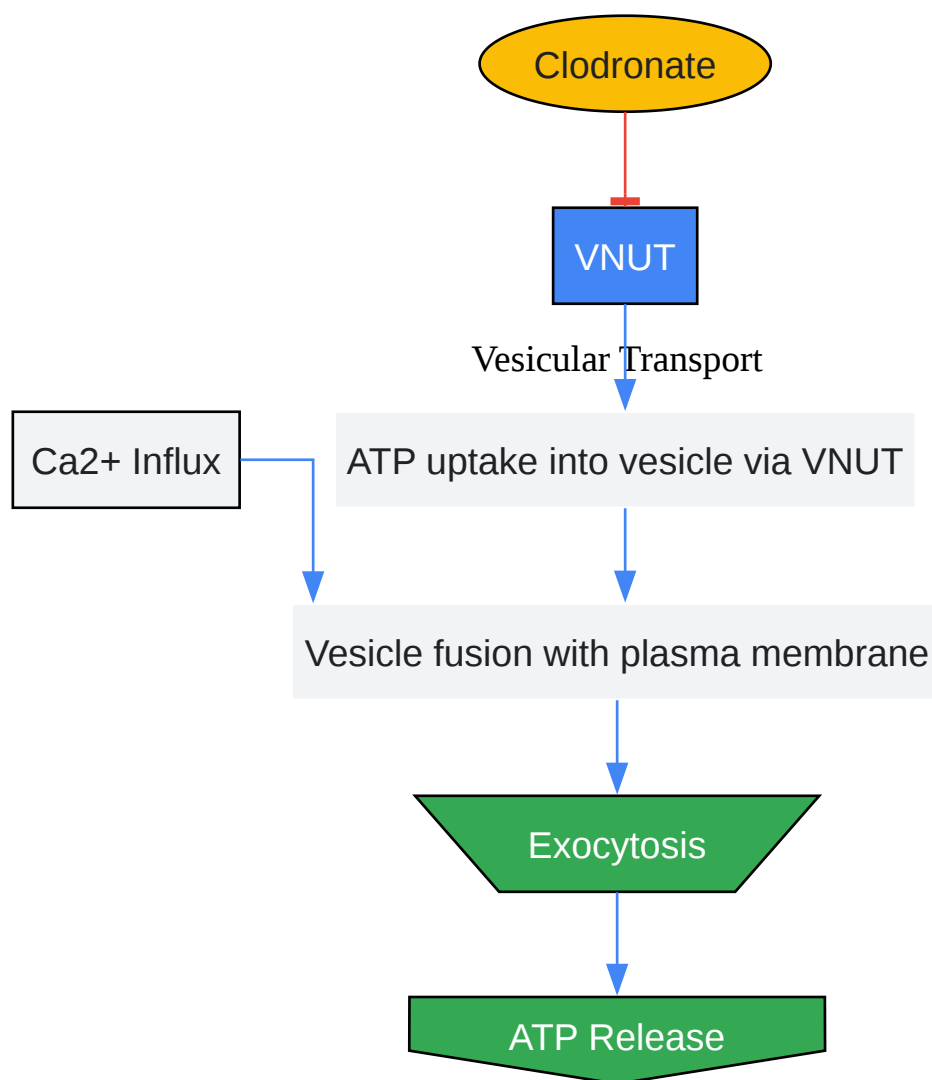 Clodronate
VNUT
Vesicular Transport
Ca2+ Influx
ATP uptake into vesicle via VNUT
Vesicle fusion with plasma membrane
Exocytosis
ATP Release